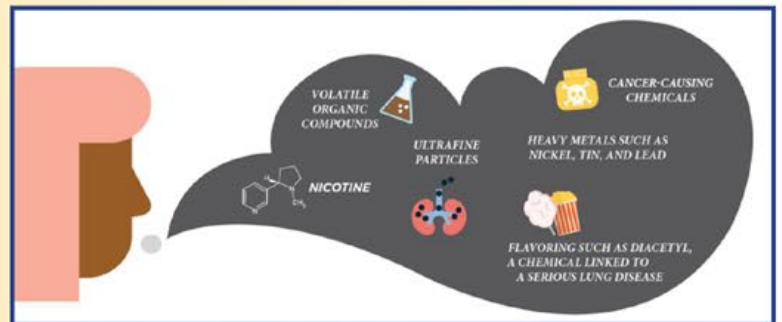 VOLATILE
ORGANIC
COMPOUNDS
CANCER-CAUSING
CHEMICALS
ULTRAFINE
PARTICLES
HEAVY METALS SUCH AS
NICKEL, TIN, AND LEAD
H
N
CH3
N
NICOTINE
FLAVORING SUCH AS DIACETYL,
A CHEMICAL LINKED TO
A SERIOUS LUNG DISEASE